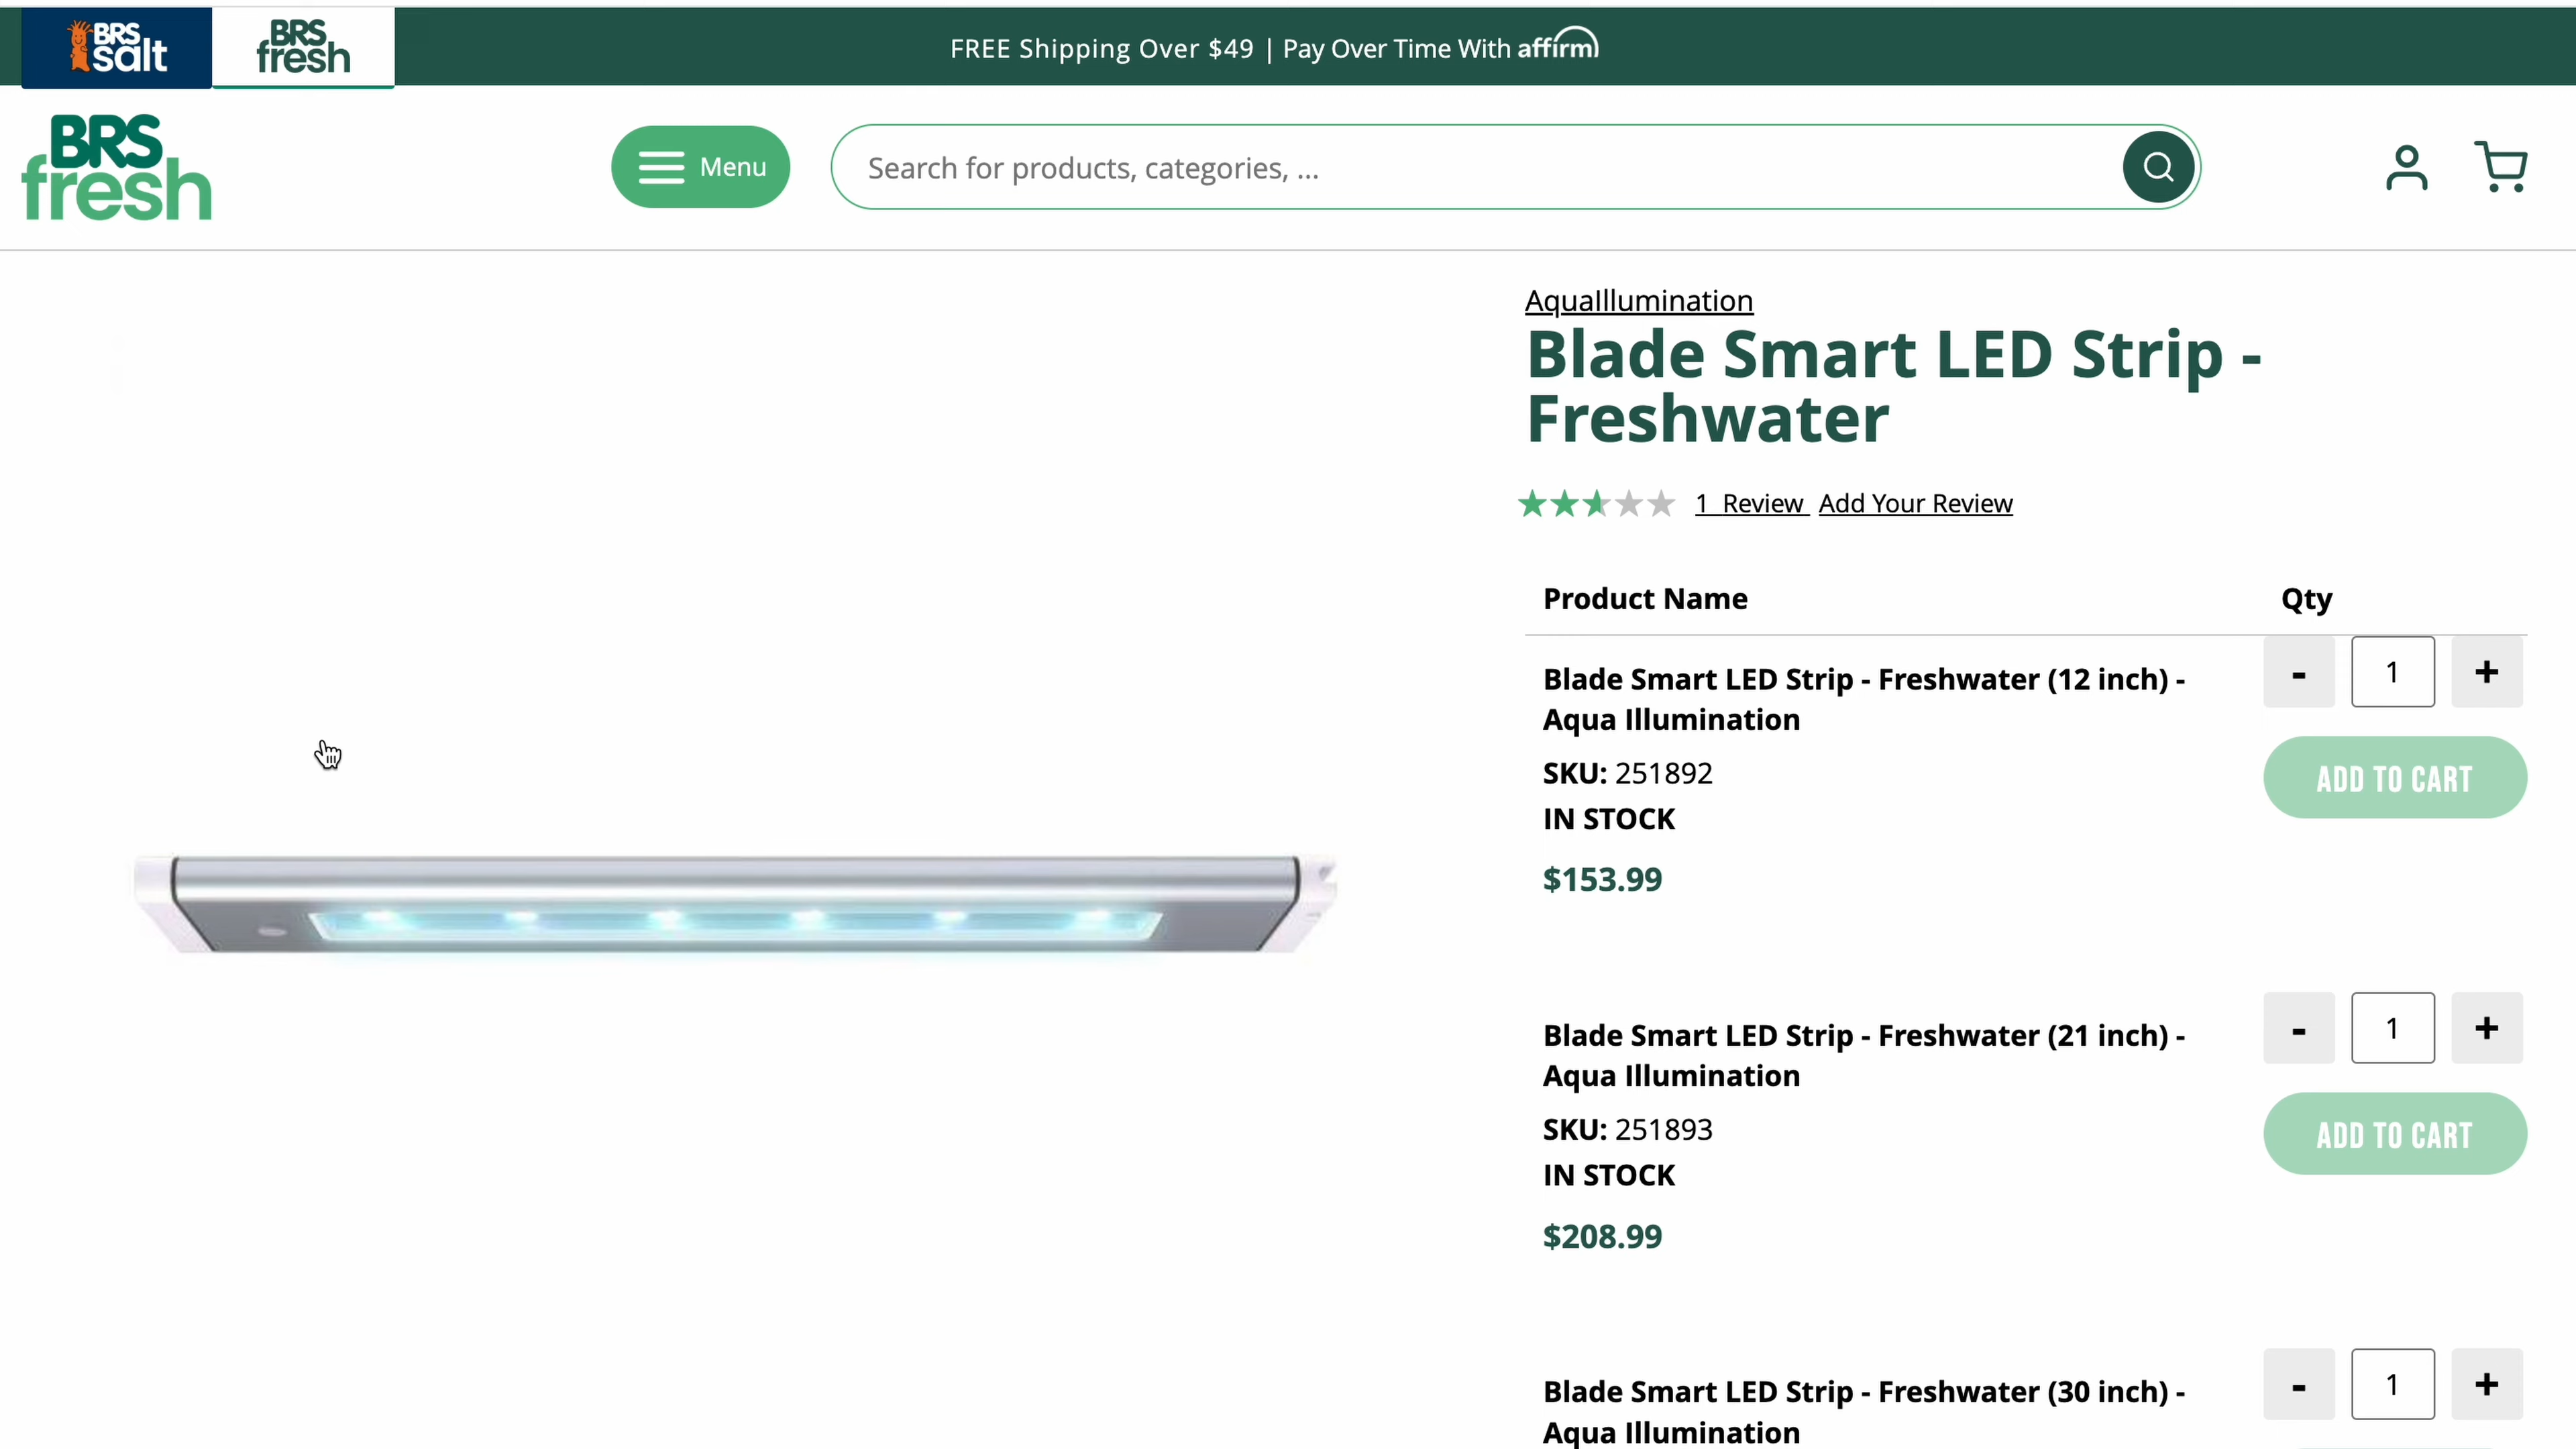 BRS
salt
BRS
fresh
FREE Shipping Over $49 | Pay Over Time With affirm
BRS
fresh
Menu
Search for products, categories, ...
AquaIllumination
Blade Smart LED Strip -
Freshwater
1 Review Add Your Review
Product Name
Qty
Blade Smart LED Strip - Freshwater (12 inch) -
Aqua Illumination
SKU: 251892
IN STOCK
$153.99
- 1 +
ADD TO CART
Blade Smart LED Strip - Freshwater (21 inch) -
Aqua Illumination
SKU: 251893
IN STOCK
$208.99
- 1 +
ADD TO CART
Blade Smart LED Strip - Freshwater (30 inch) -
Aqua Illumination
- 1 +